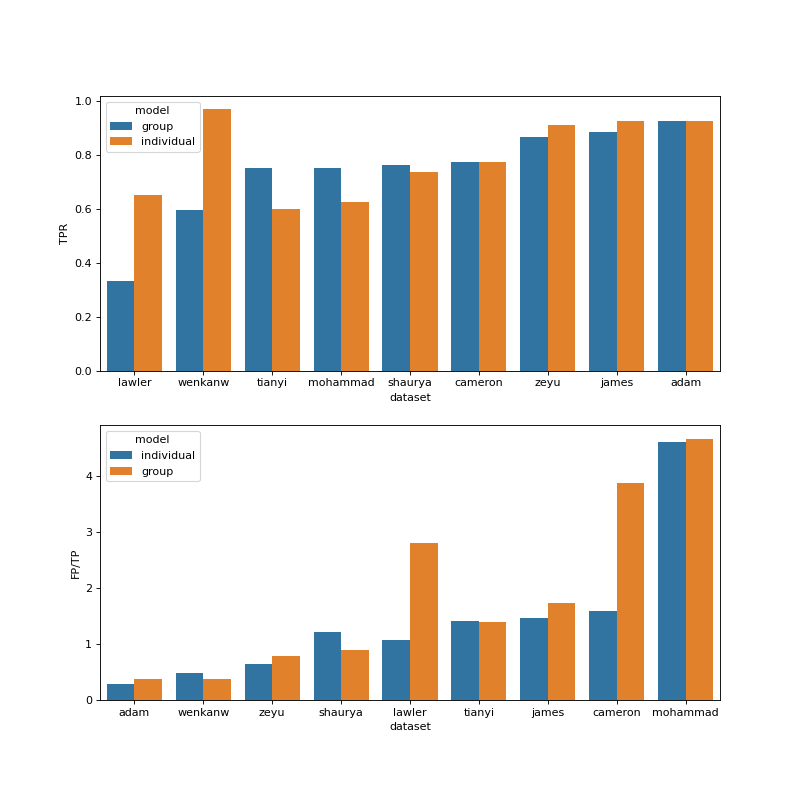 model
group
individual
TPR
1.0
0.8
0.6
0.4
0.2
0.0
lawler wenkanw tianyi mohammad shaurya cameron zeyu james adam
dataset
model
individual
group
FP/TP
4
3
2
1
0
adam wenkanw zeyu shaurya lawler tianyi james cameron mohammad
dataset